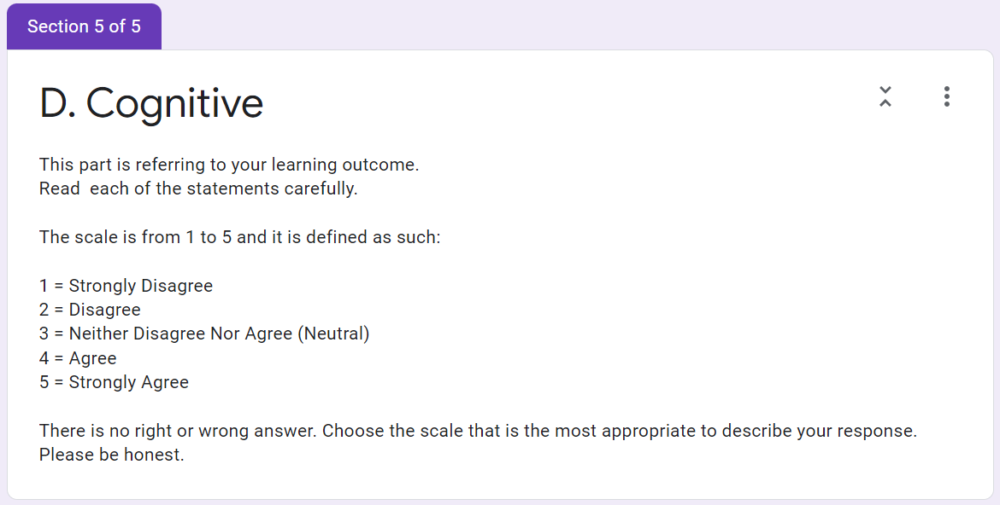 Section 5 of 5
D. Cognitive
This part is referring to your learning outcome.
Read  each of the statements carefully.
The scale is from 1 to 5 and it is defined as such:
1 = Strongly Disagree
2 = Disagree
3 = Neither Disagree Nor Agree (Neutral)
4 = Agree
5 = Strongly Agree
There is no right or wrong answer. Choose the scale that is the most appropriate to describe your response.
Please be honest.